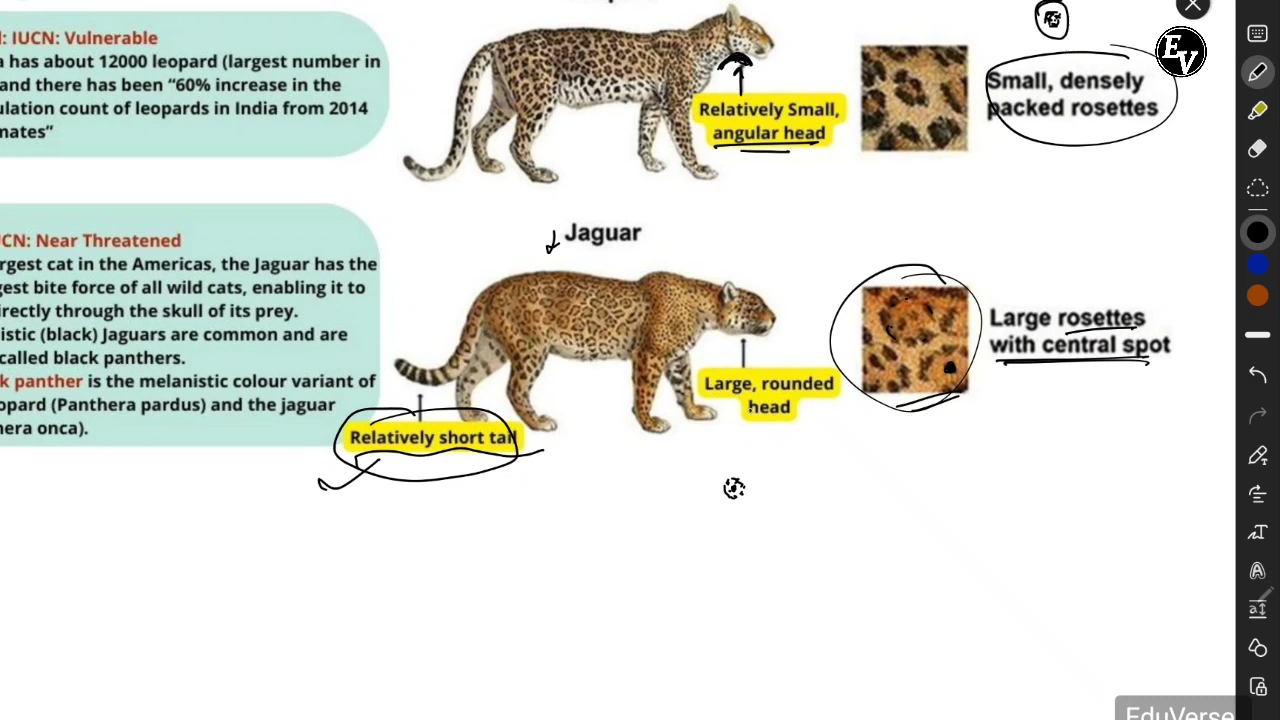 : IUCN: Vulnerable
a has about 12000 leopard (largest number in
and there has been “60% increase in the
ulation count of leopards in India from 2014
mates”
Relatively Small,
angular head
Small, densely
packed rosettes
EV
Jaguar
UCN: Near Threatened
rgest cat in the Americas, the Jaguar has the
gest bite force of all wild cats, enabling it to
irectly through the skull of its prey.
istic (black) Jaguars are common and are
called black panthers.
k panther is the melanistic colour variant of
opard (Panthera pardus) and the jaguar
hera onca).
Relatively short tail
Large, rounded
head
Large rosettes
with central spot
EduVerse